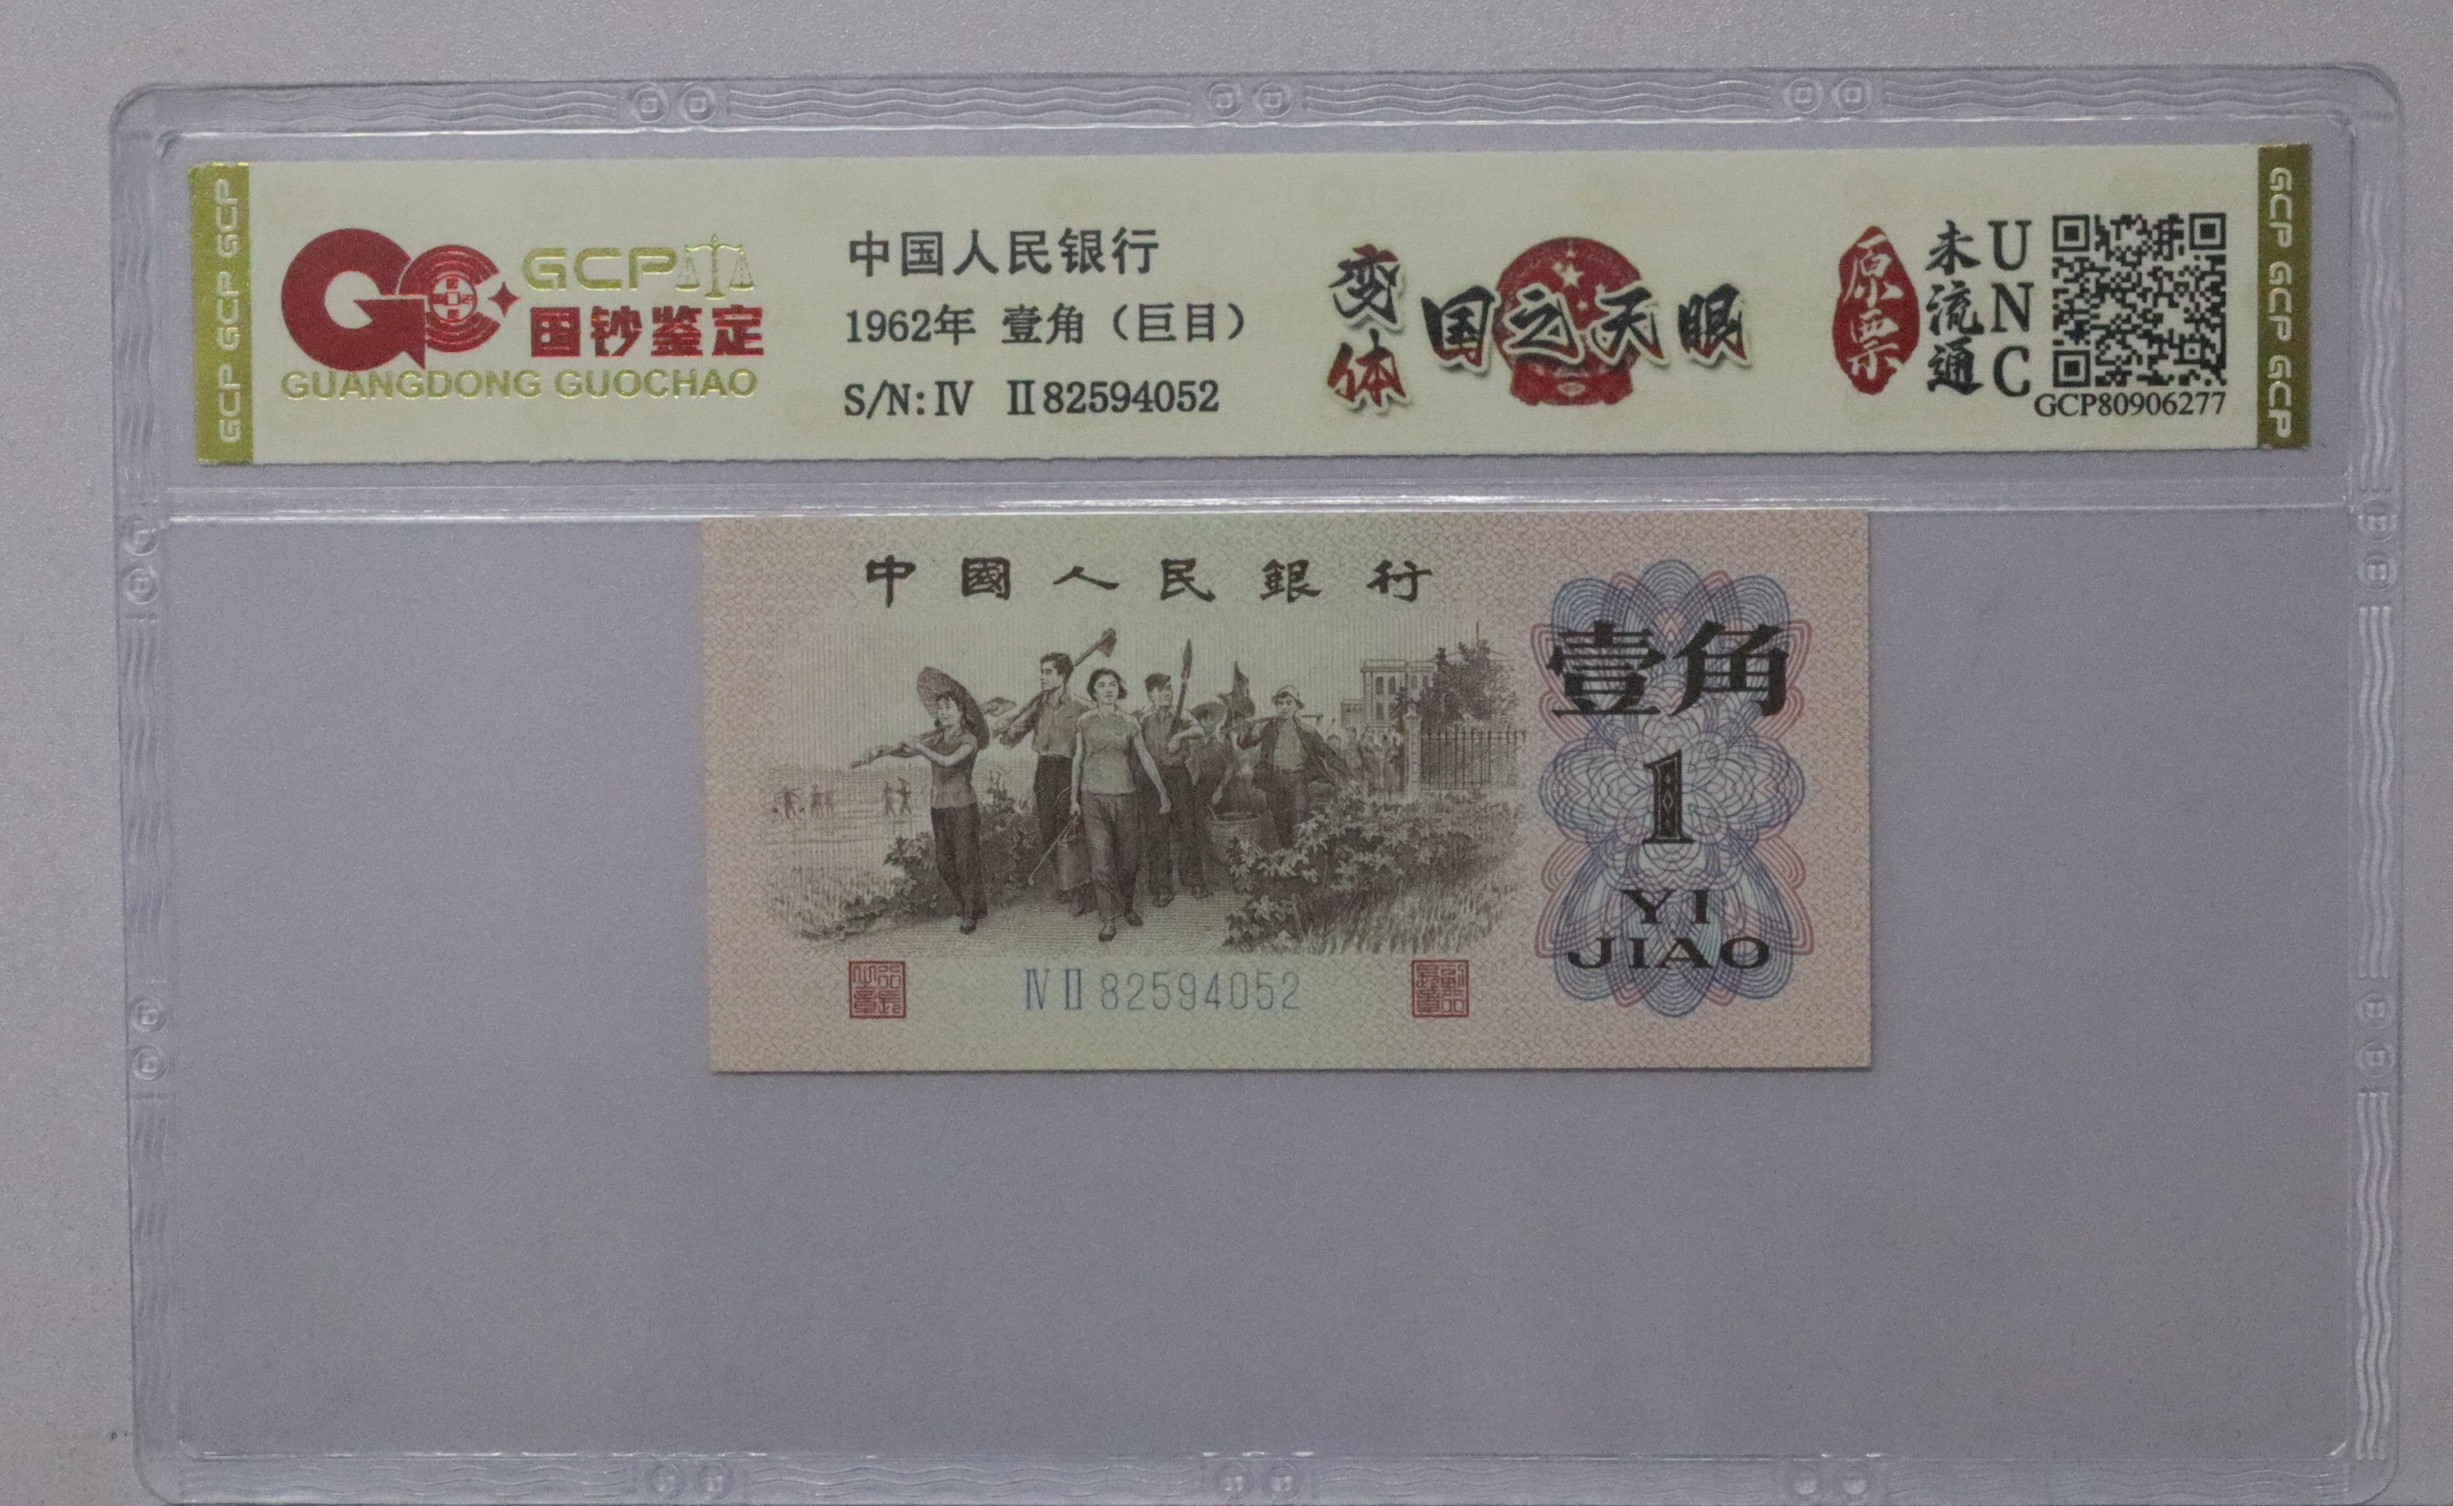 GCP GCP GCP
GCP
国钞鉴定
GUANGDONG GUOCHAO
中国人民银行
1962年 壹角（巨目）
S/N:IV II82594052
变体
国之天眼
原票
未流通
UNC
GCP80906277
GCP GCP GCP
中國人民銀行
壹角
1
YI
JIAO
IV II 82594052